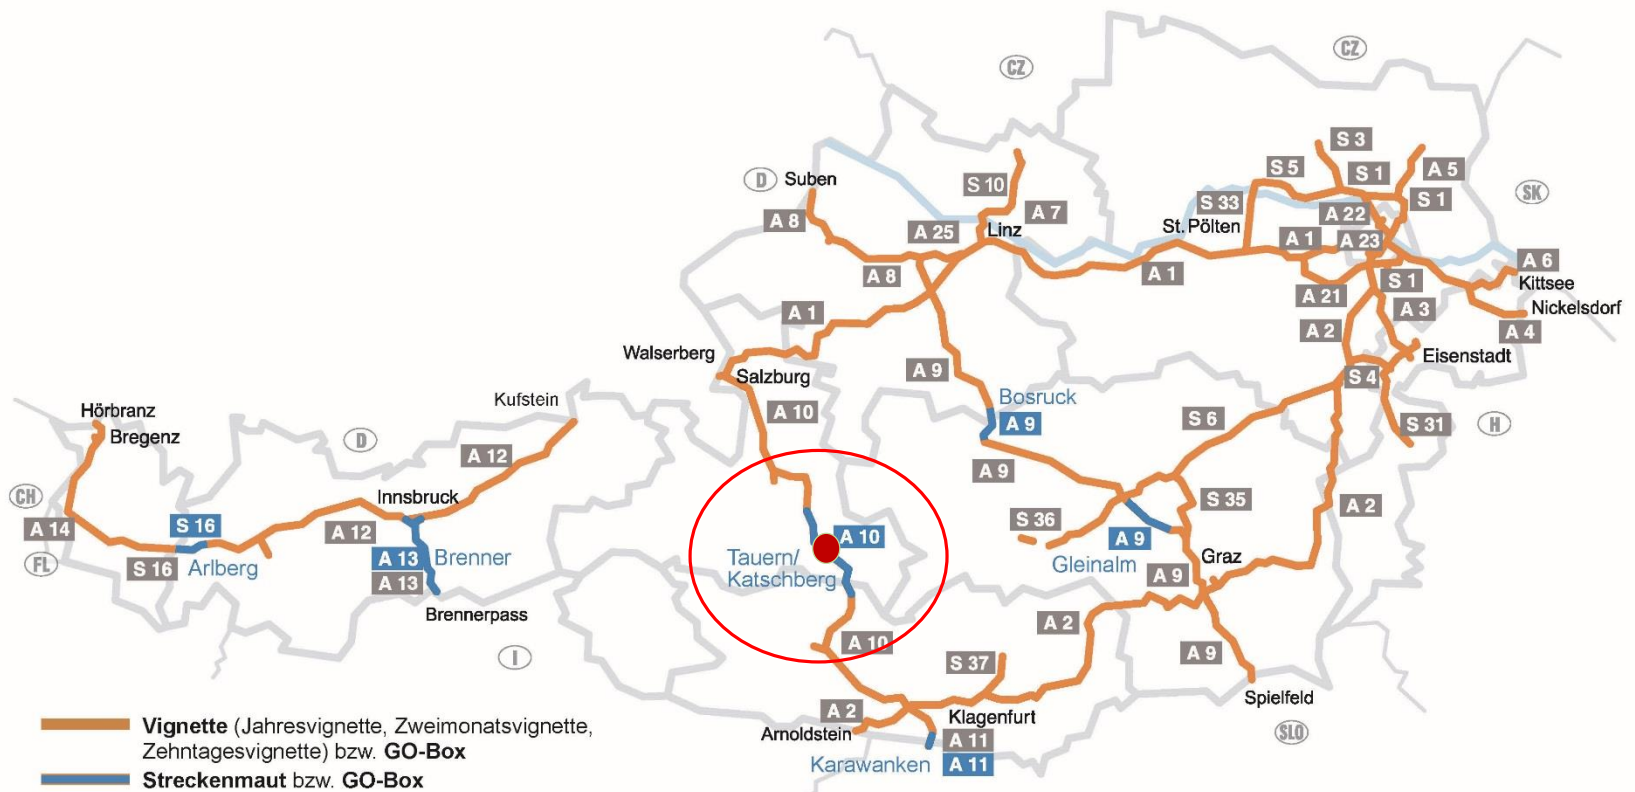 CZ
CZ
S 3
S 5
S 1
A 5
D
Suben
S 10
S 33
S 1
SK
A 8
A 7
A 22
A 25
Linz
St. Pölten
A 1
A 23
A 8
A 1
A 6
S 1
Kittsee
A 21
A 1
A 3
Nickelsdorf
A 2
A 4
Walserberg
Eisenstadt
A 9
Salzburg
S 4
Kufstein
Bosruck
A 10
Hörbranz
S 6
A 9
S 31
H
Bregenz
D
A 12
A 9
CH
Innsbruck
S 35
A 2
A 14
S 16
A 12
S 36
A 10
A 9
FL
A 13
Brenner
Tauern/
Katschberg
Graz
S 16
Arlberg
Gleinalm
A 13
A 9
Brennerpass
A 2
A 10
I
S 37
A 9
Spielfeld
A 2
Klagenfurt
Vignette (Jahresvignette, Zweimonatsvignette,
Zehntagesvignette) bzw. GO-Box
Arnoldstein
A 11
SLO
Karawanken
A 11
Streckenmaut bzw. GO-Box